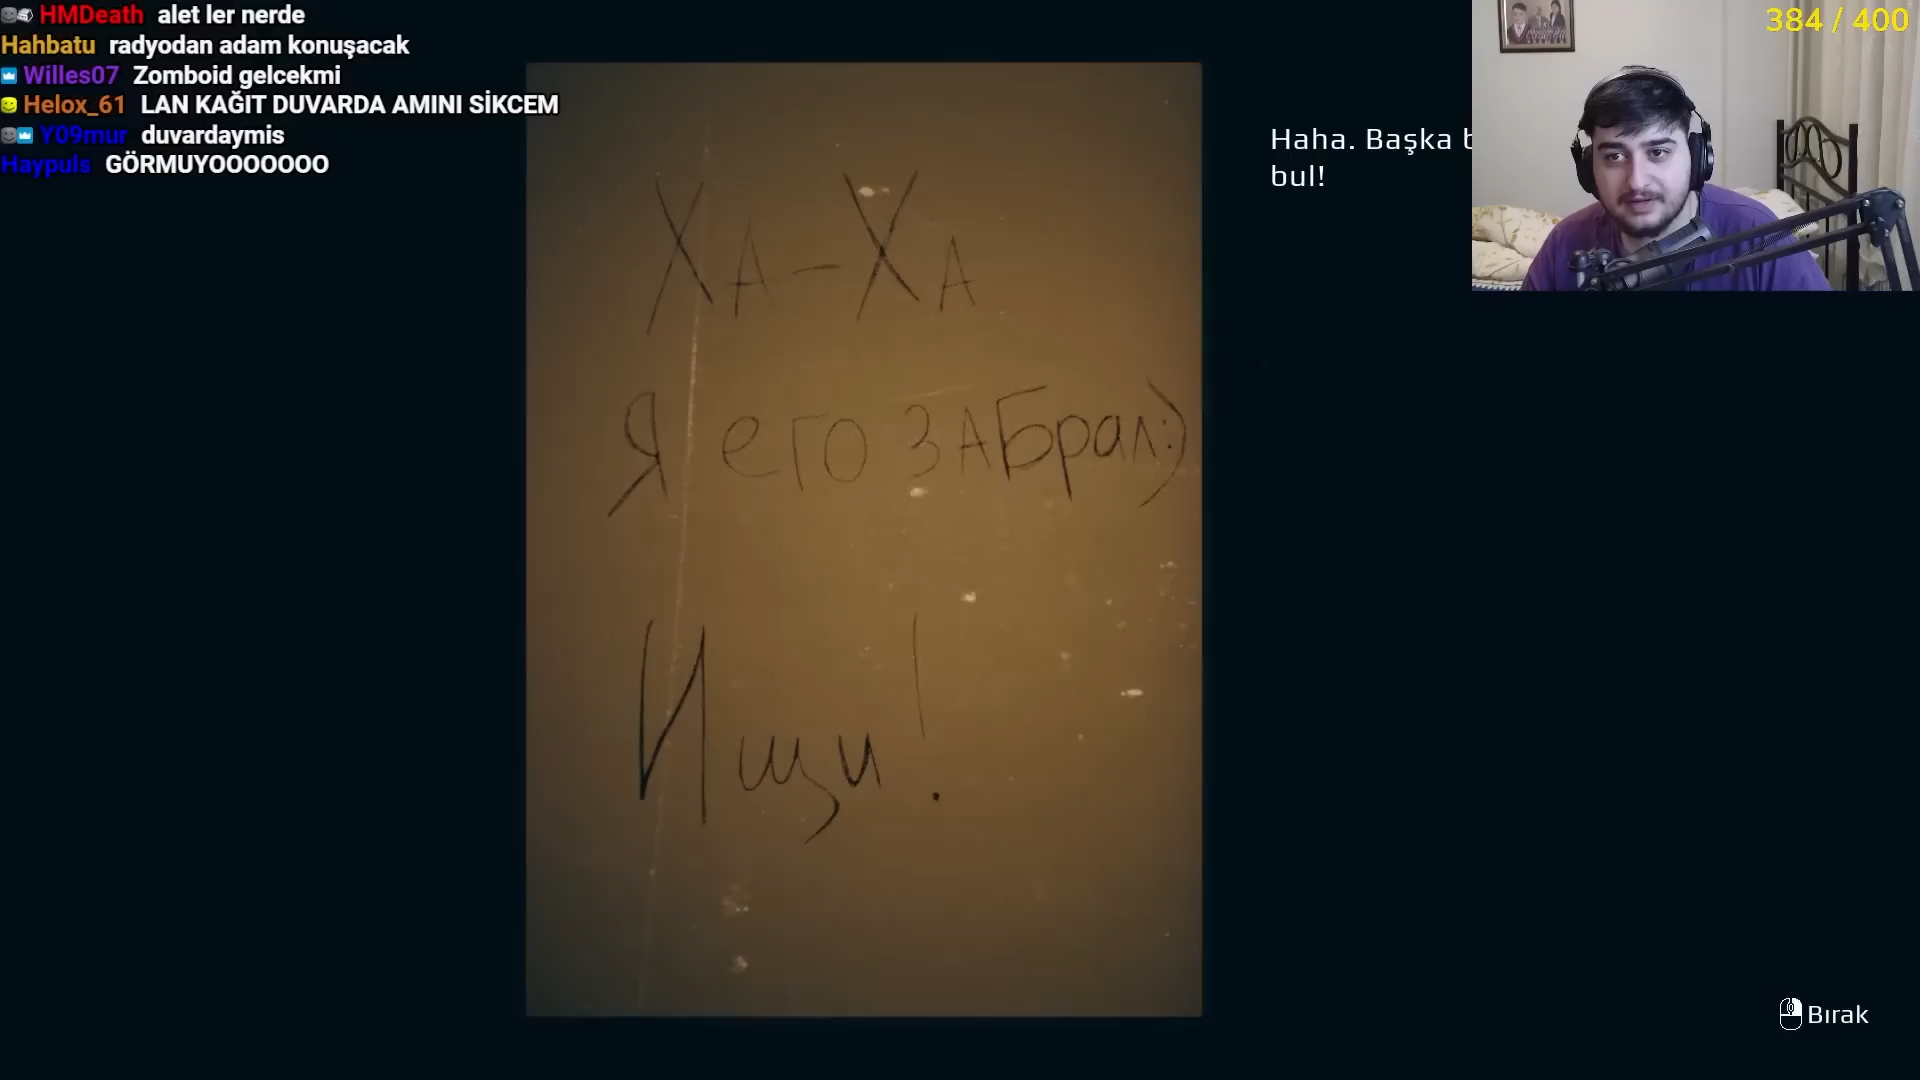 HMDeath alet ler nerde
Hahbatu radyodan adam konuşacak
Willes07 Zomboid gelcekmi
Helox_61 LAN KAĞIT DUVARDA AMINI SİKCEM
Y09mur duvardaymis
Haypuls GÖRMUYOOOOOOO
384 / 400
Haha. Başka
bul!
Ха-Ха
Я его забрал:)
Ищи!
Bırak